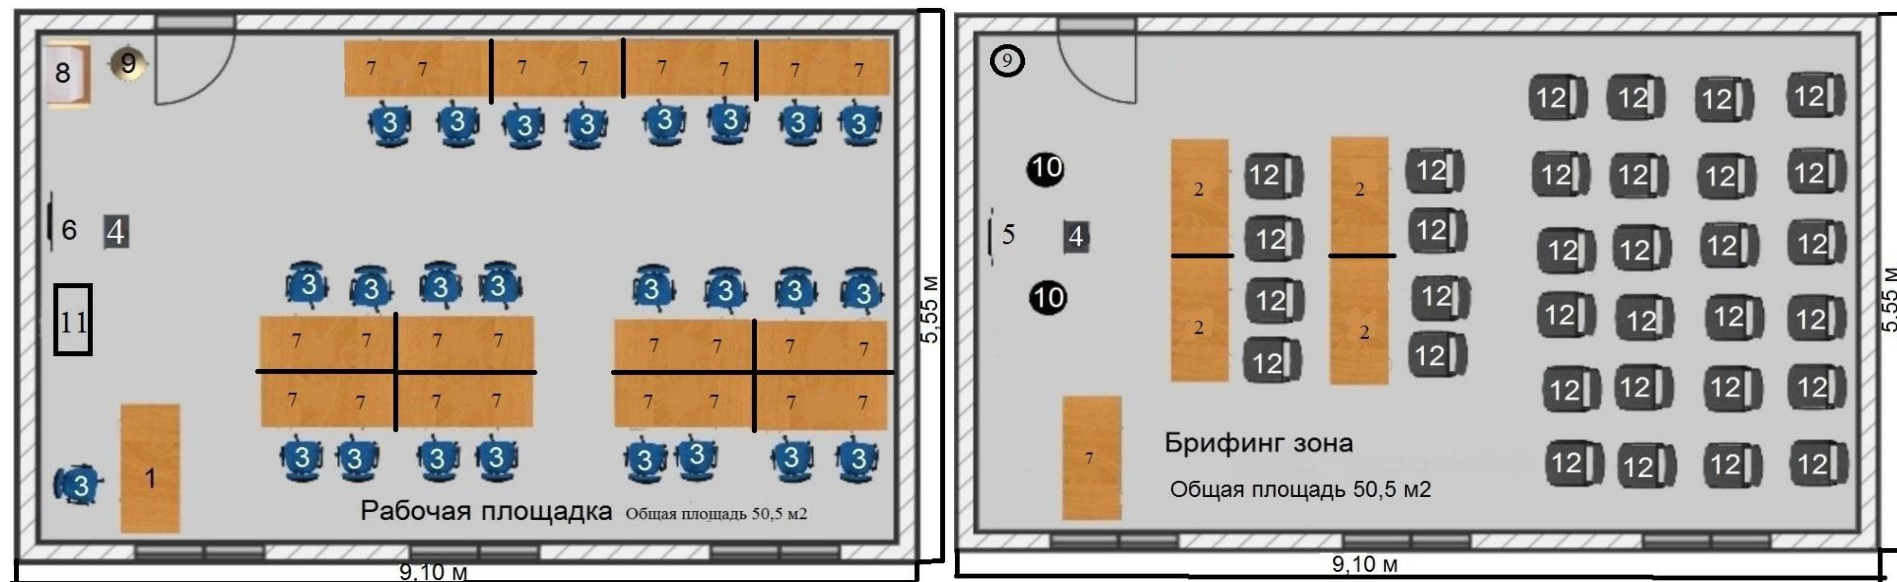 8 9 7 7 7 7 7 7 7 7
3 3 3 3 3 3 3 3
6 4
11
3 3 3 3 3 3 3 3
7 7 7 7 7 7 7 7
7 7 7 7 7 7 7 7
3 3 3 3 3 3 3 3
3 1
Рабочая площадка Общая площадь 50,5 м2
9,10 м
5,55 м
9
12 12 12 12
10 2 12 2 12 12 12 12 12
5 4 12 12 12 12 12 12
10 2 12 2 12 12 12 12 12
12 12 12 12 12 12
7
Брифинг зона
12 12 12 12
Общая площадь 50,5 м2
9,10 м
5,55 м